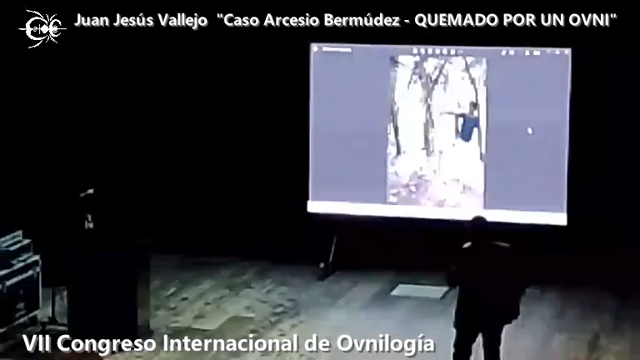 Juan Jesús Vallejo "Caso Arcesio Bermúdez - QUEMADO POR UN OVNI"
VII Congreso Internacional de Ovnilogía